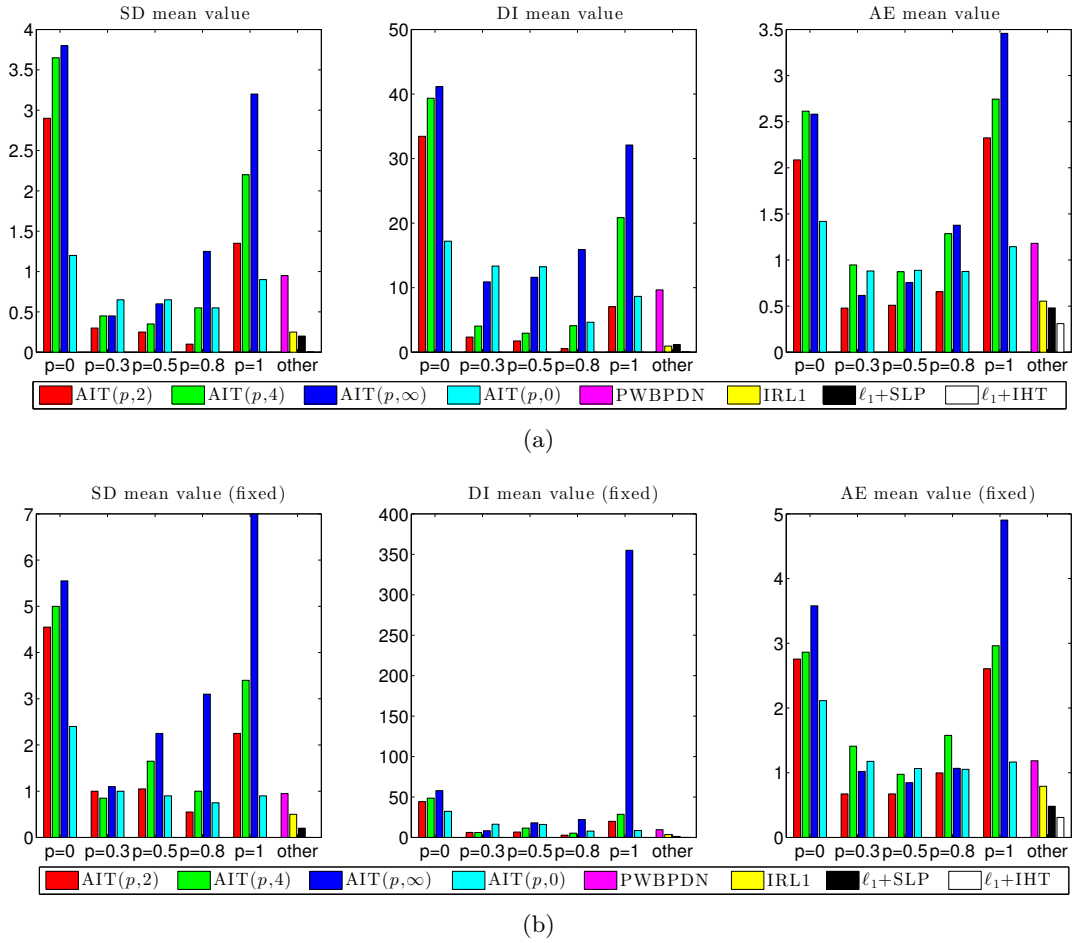 SD mean value
4
3.5
3
2.5
2
1.5
1
0.5
0
p=0 p=0.3 p=0.5 p=0.8 p=1 other
DI mean value
50
40
30
20
10
0
p=0 p=0.3 p=0.5 p=0.8 p=1 other
AE mean value
3.5
3
2.5
2
1.5
1
0.5
0
p=0 p=0.3 p=0.5 p=0.8 p=1 other
AIT(p,2) AIT(p,4) AIT(p,∞) AIT(p,0) PWBPDN IRL1 ℓ₁+SLP ℓ₁+IHT
(a)
SD mean value (fixed)
7
6
5
4
3
2
1
0
p=0 p=0.3 p=0.5 p=0.8 p=1 other
DI mean value (fixed)
400
350
300
250
200
150
100
50
0
p=0 p=0.3 p=0.5 p=0.8 p=1 other
AE mean value (fixed)
5
4
3
2
1
0
p=0 p=0.3 p=0.5 p=0.8 p=1 other
AIT(p,2) AIT(p,4) AIT(p,∞) AIT(p,0) PWBPDN IRL1 ℓ₁+SLP ℓ₁+IHT
(b)